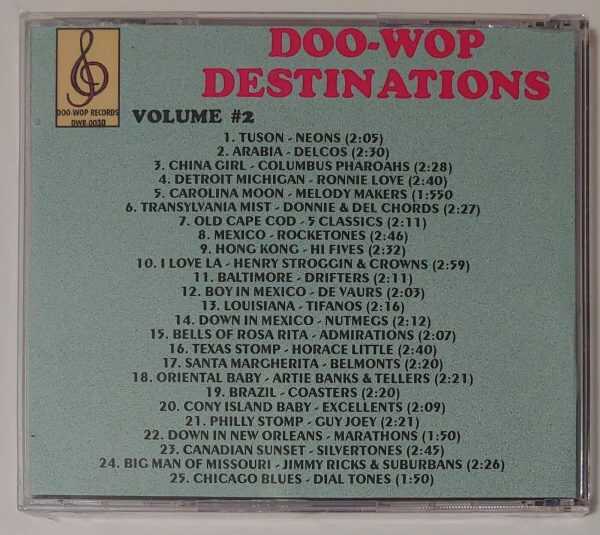 DOO-WOP
DESTINATIONS
DOO-WOP RECORDS
DWR-0030
VOLUME #2
1. TUSON - NEONS (2:05)
2. ARABIA - DELCOS (2:30)
3. CHINA GIRL - COLUMBUS PHAROAHS (2:28)
4. DETROIT MICHIGAN - RONNIE LOVE (2:40)
5. CAROLINA MOON - MELODY MAKERS (1:550
6. TRANSYLVANIA MIST - DONNIE & DEL CHORDS (2:27)
7. OLD CAPE COD - 5 CLASSICS (2:11)
8. MEXICO - ROCKETONES (2:46)
9. HONG KONG - HI FIVES (2:32)
10. I LOVE LA - HENRY STROGGIN & CROWNS (2:59)
11. BALTIMORE - DRIFTERS (2:11)
12. BOY IN MEXICO - DE VAURS (2:03)
13. LOUISIANA - TIFANOS (2:16)
14. DOWN IN MEXICO - NUTMEGS (2:12)
15. BELLS OF ROSA RITA - ADMIRATIONS (2:07)
16. TEXAS STOMP - HORACE LITTLE (2:40)
17. SANTA MARGHERITA - BELMONTS (2:20)
18. ORIENTAL BABY - ARTIE BANKS & TELLERS (2:21)
19. BRAZIL - COASTERS (2:20)
20. CONY ISLAND BABY - EXCELLENTS (2:09)
21. PHILLY STOMP - GUY JOEY (2:21)
22. DOWN IN NEW ORLEANS - MARATHONS (1:50)
23. CANADIAN SUNSET - SILVERTONES (2:45)
24. BIG MAN OF MISSOURI - JIMMY RICKS & SUBURBANS (2:26)
25. CHICAGO BLUES - DIAL TONES (1:50)